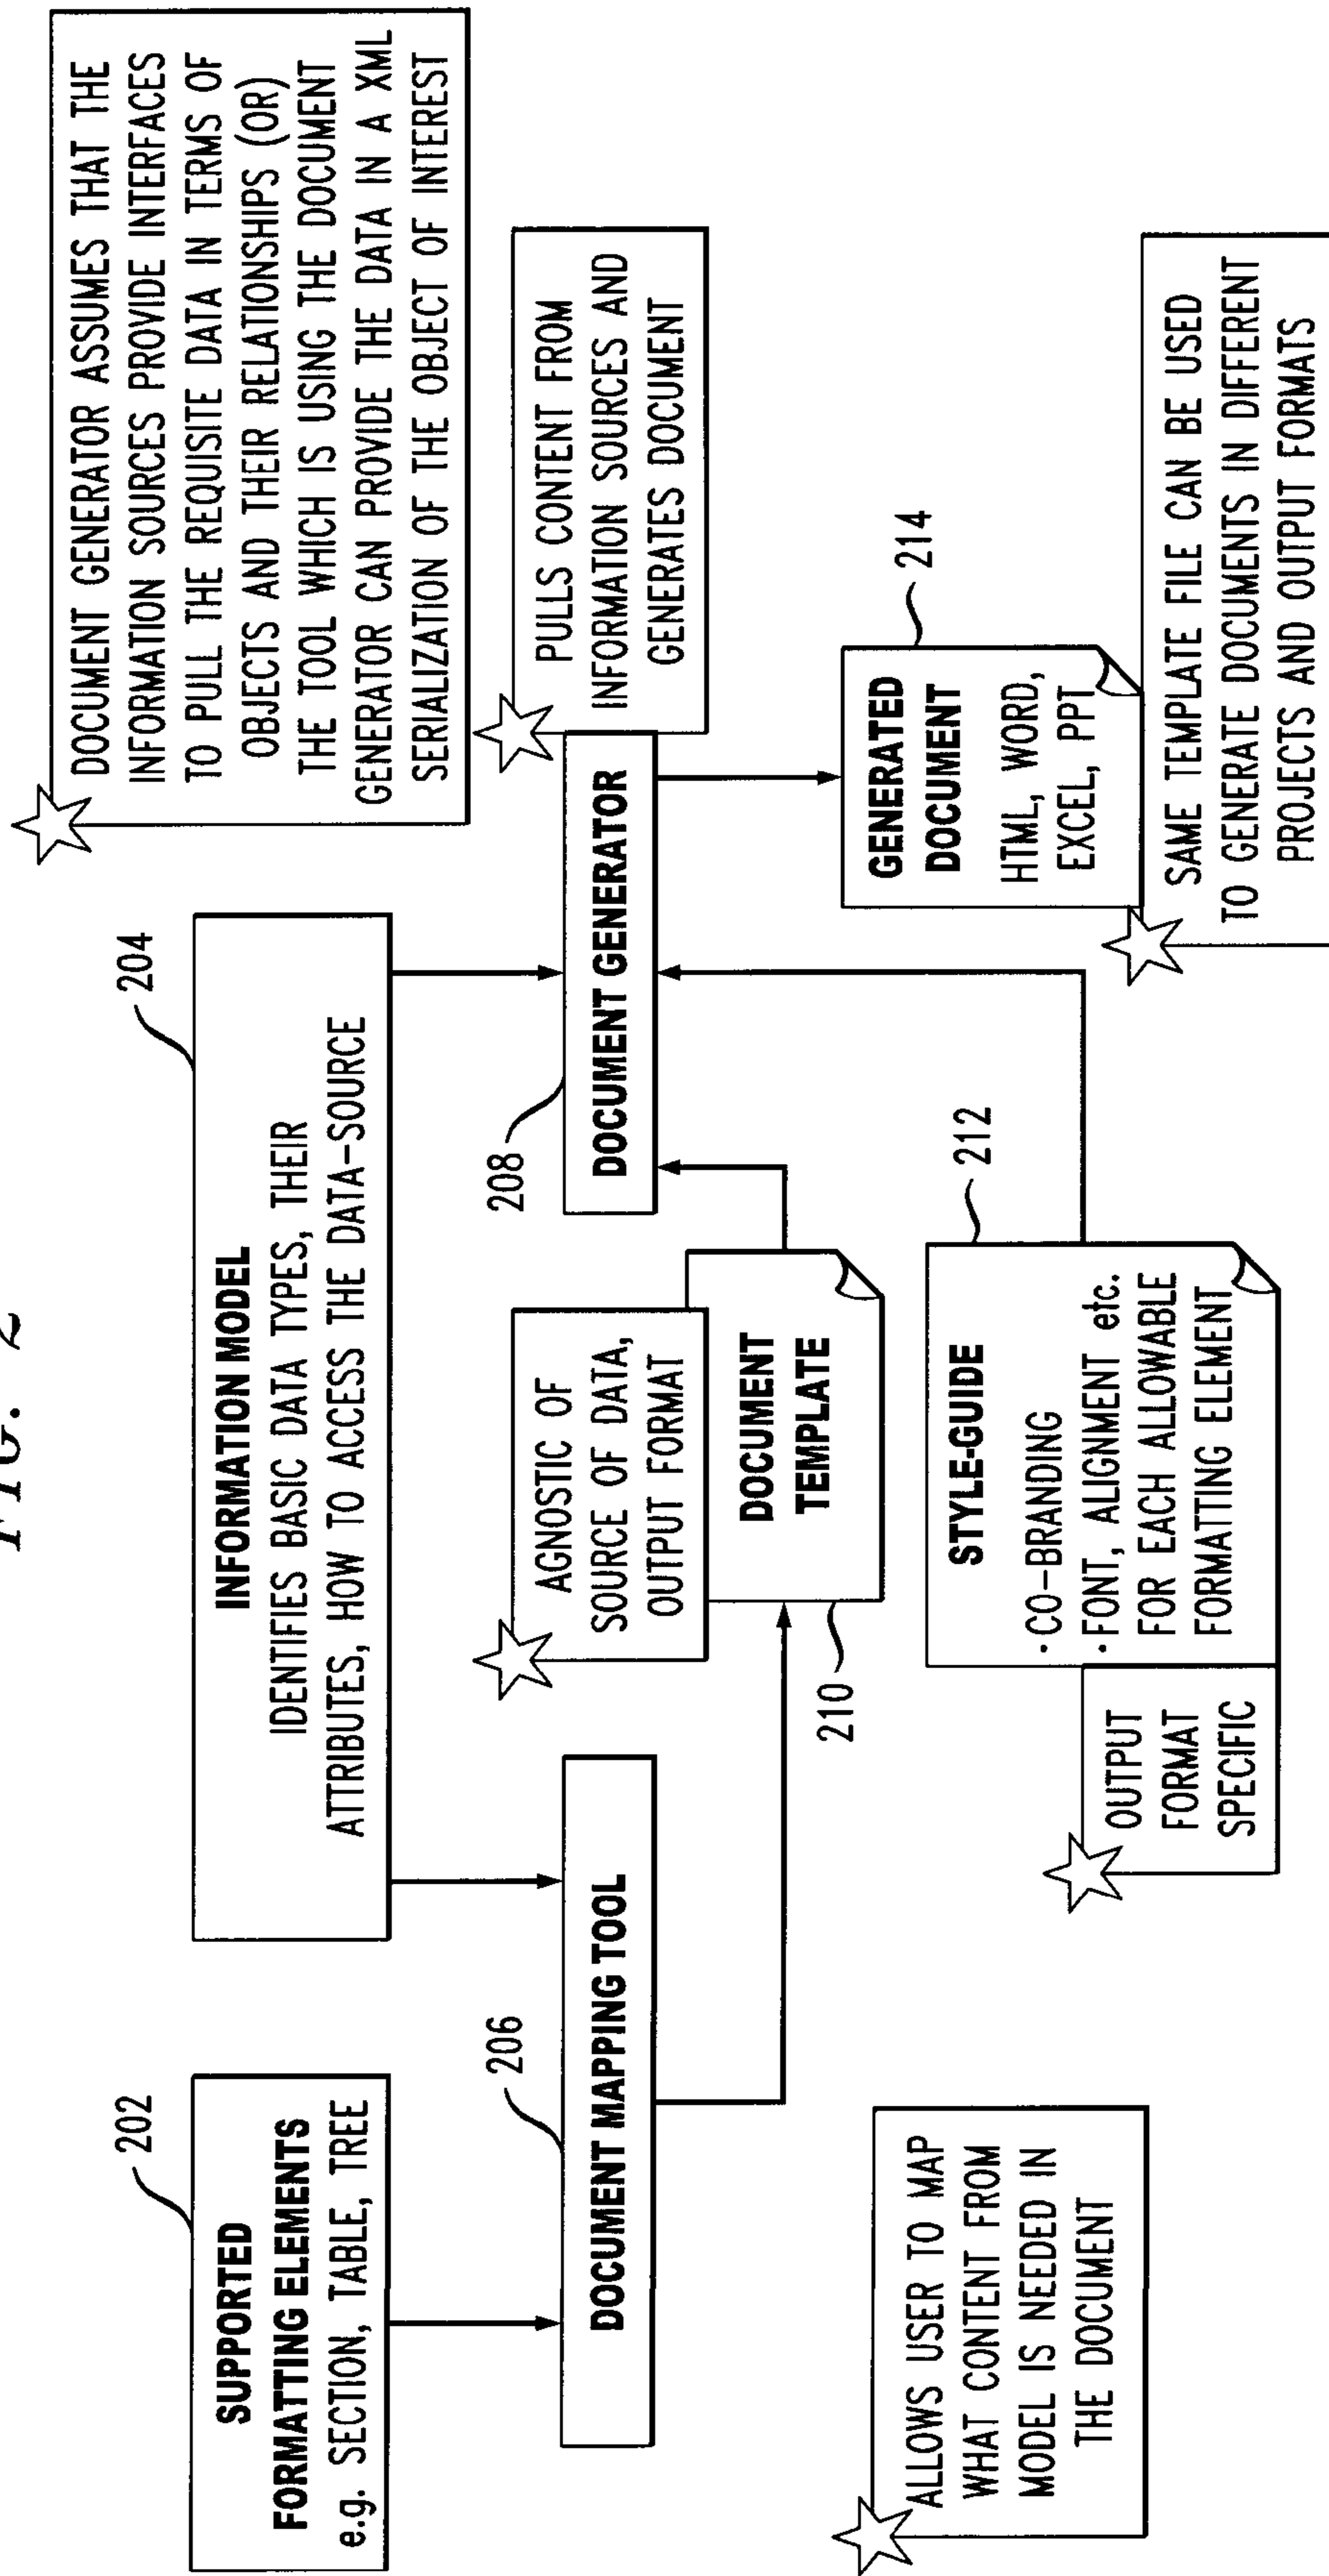 FIG. 2
202
SUPPORTED
FORMATTING ELEMENTS
e.g. SECTION, TABLE, TREE
204
INFORMATION MODEL
IDENTIFIES BASIC DATA TYPES, THEIR
ATTRIBUTES, HOW TO ACCESS THE DATA-SOURCE
DOCUMENT GENERATOR ASSUMES THAT THE
INFORMATION SOURCES PROVIDE INTERFACES
TO PULL THE REQUISITE DATA IN TERMS OF
OBJECTS AND THEIR RELATIONSHIPS (OR)
THE TOOL WHICH IS USING THE DOCUMENT
GENERATOR CAN PROVIDE THE DATA IN A XML
SERIALIZATION OF THE OBJECT OF INTEREST
206
DOCUMENT MAPPING TOOL
AGNOSTIC OF
SOURCE OF DATA,
OUTPUT FORMAT
DOCUMENT
TEMPLATE
210
208
DOCUMENT GENERATOR
PULLS CONTENT FROM
INFORMATION SOURCES AND
GENERATES DOCUMENT
ALLOWS USER TO MAP
WHAT CONTENT FROM
MODEL IS NEEDED IN
THE DOCUMENT
OUTPUT
FORMAT
SPECIFIC
212
STYLE-GUIDE
·CO-BRANDING
·FONT, ALIGNMENT etc.
FOR EACH ALLOWABLE
FORMATTING ELEMENT
214
GENERATED
DOCUMENT
HTML, WORD,
EXCEL, PPT
SAME TEMPLATE FILE CAN BE USED
TO GENERATE DOCUMENTS IN DIFFERENT
PROJECTS AND OUTPUT FORMATS